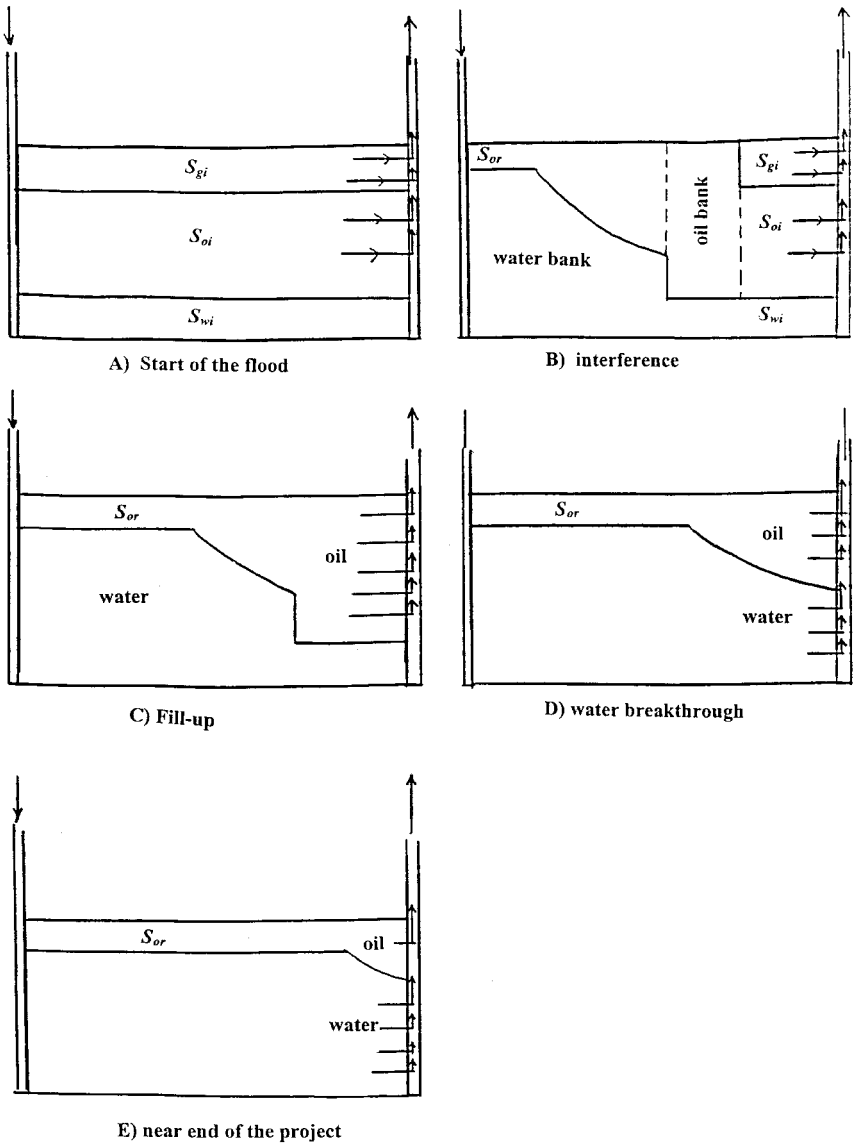 S_gi
S_oi
S_wi
A) Start of the flood
S_or
oil bank
S_gi
S_oi
water bank
S_wi
B) interference
S_or
oil
water
C) Fill-up
S_or
oil
water
D) water breakthrough
S_or
oil
water
E) near end of the project